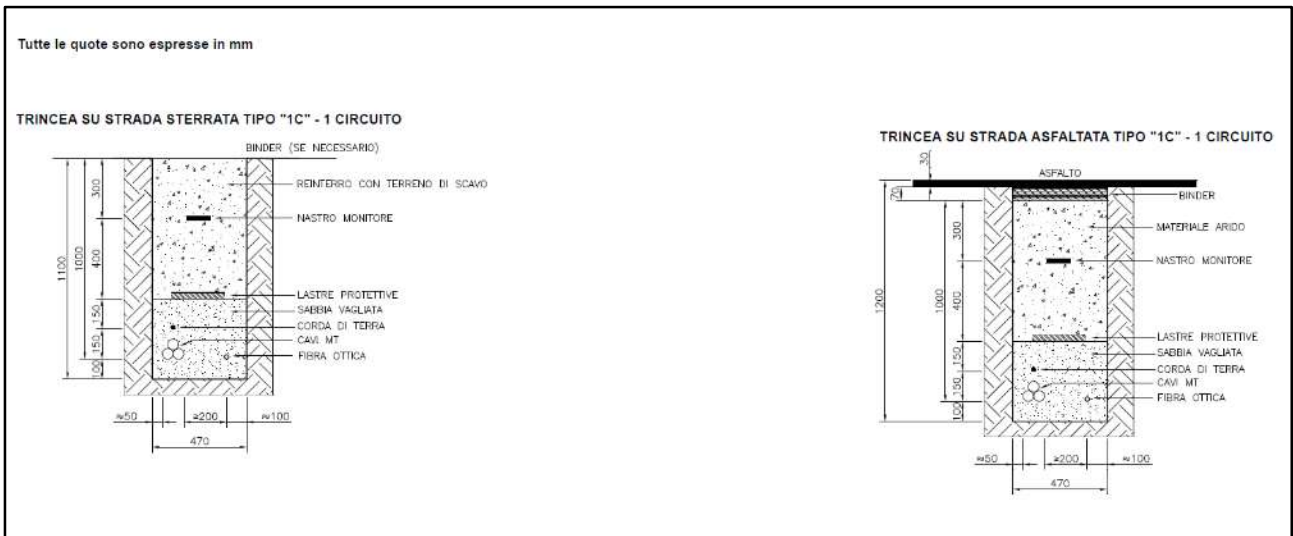 Tutte le quote sono espresse in mm
TRINCEA SU STRADA STERRATA TIPO "1C" - 1 CIRCUITO
BINDER (SE NECESSARIO)
REINTERRO CON TERRENO DI SCAVO
NASTRO MONITORE
LASTRE PROTETTIVE
SABBIA VAGLIATA
CORDA DI TERRA
CAVI MT
FIBRA OTTICA
1100
1000
300
400
150
150
100
≈50
≥200
≈100
470
TRINCEA SU STRADA ASFALTATA TIPO "1C" - 1 CIRCUITO
30
ASFALTO
70
BINDER
MATERIALE ARIDO
NASTRO MONITORE
LASTRE PROTETTIVE
SABBIA VAGLIATA
CORDA DI TERRA
CAVI MT
FIBRA OTTICA
1200
1000
300
400
150
150
100
≈50
≥200
≈100
470